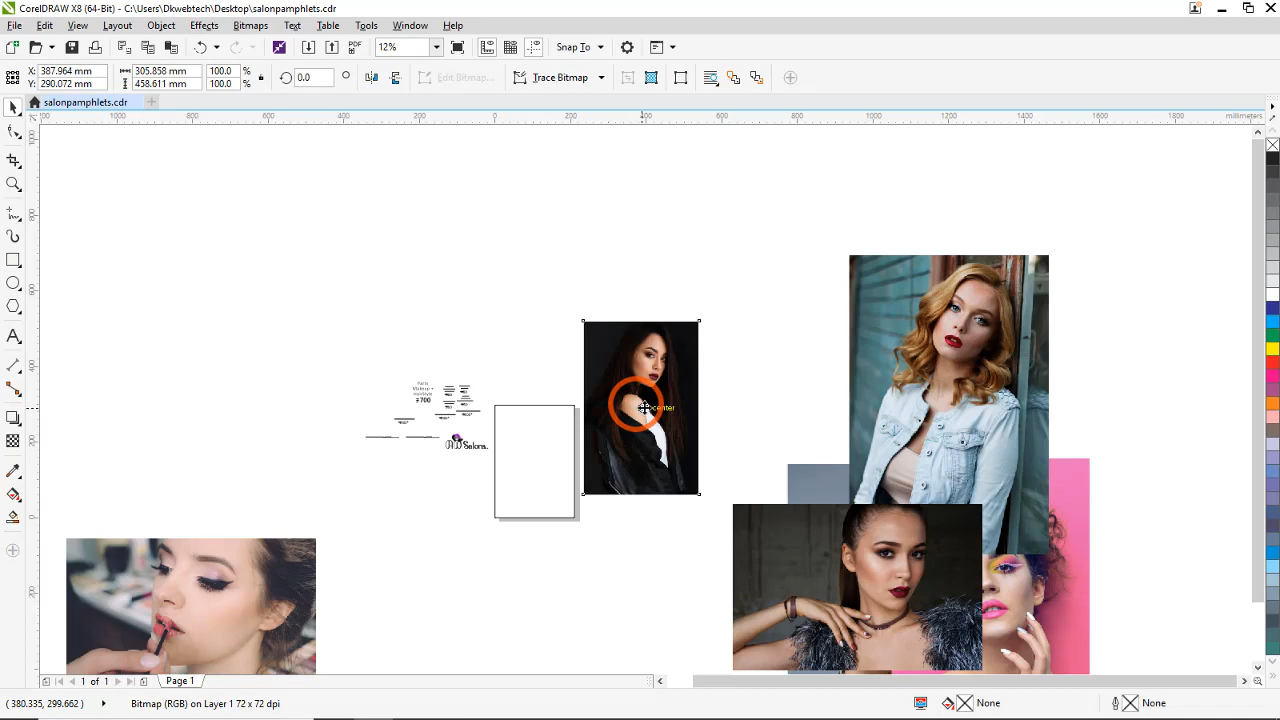 CorelDRAW X8 (64-Bit) - C:\Users\Dkwebtech\Desktop\salonpamphlets.cdr
File Edit View Layout Object Effects Bitmaps Text Table Tools Window Help
12% Snap To
X: 387.964 mm 305.858 mm 100.0 %
Y: 290.072 mm 458.611 mm 100.0 %
0.0 Edit Bitmap... Trace Bitmap
salonpamphlets.cdr
200 1000 800 600 400 200 0 200 400 600 800 1000 1200 1400 1600 1800 millimeters
center
Makeup +
₹700
Salons.
1 of 1 Page 1
(380.335, 299.662) Bitmap (RGB) on Layer 1 72 x 72 dpi None None